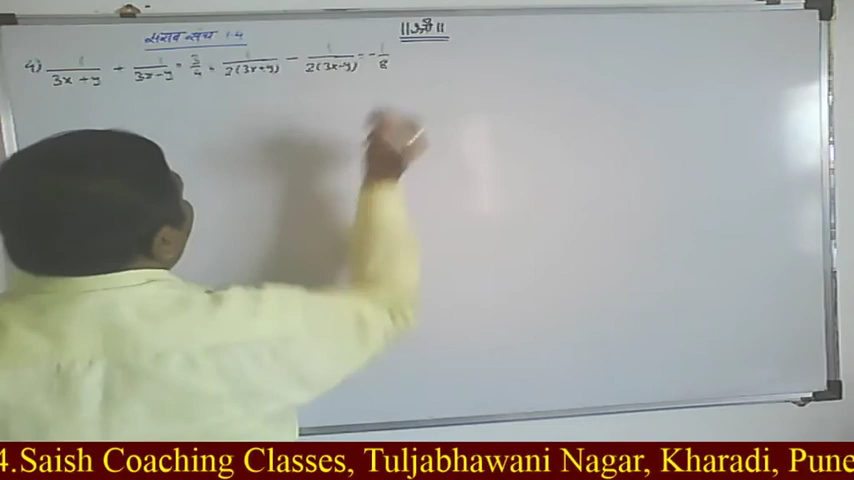 सराव संच 1.4
॥ॐ॥
4) 1/(3x+y) + 1/(3x-y) = 3/4, 1/(2(3x+y)) - 1/(2(3x-y)) = -1/8
4.Saish Coaching Classes, Tuljabhawani Nagar, Kharadi, Pune